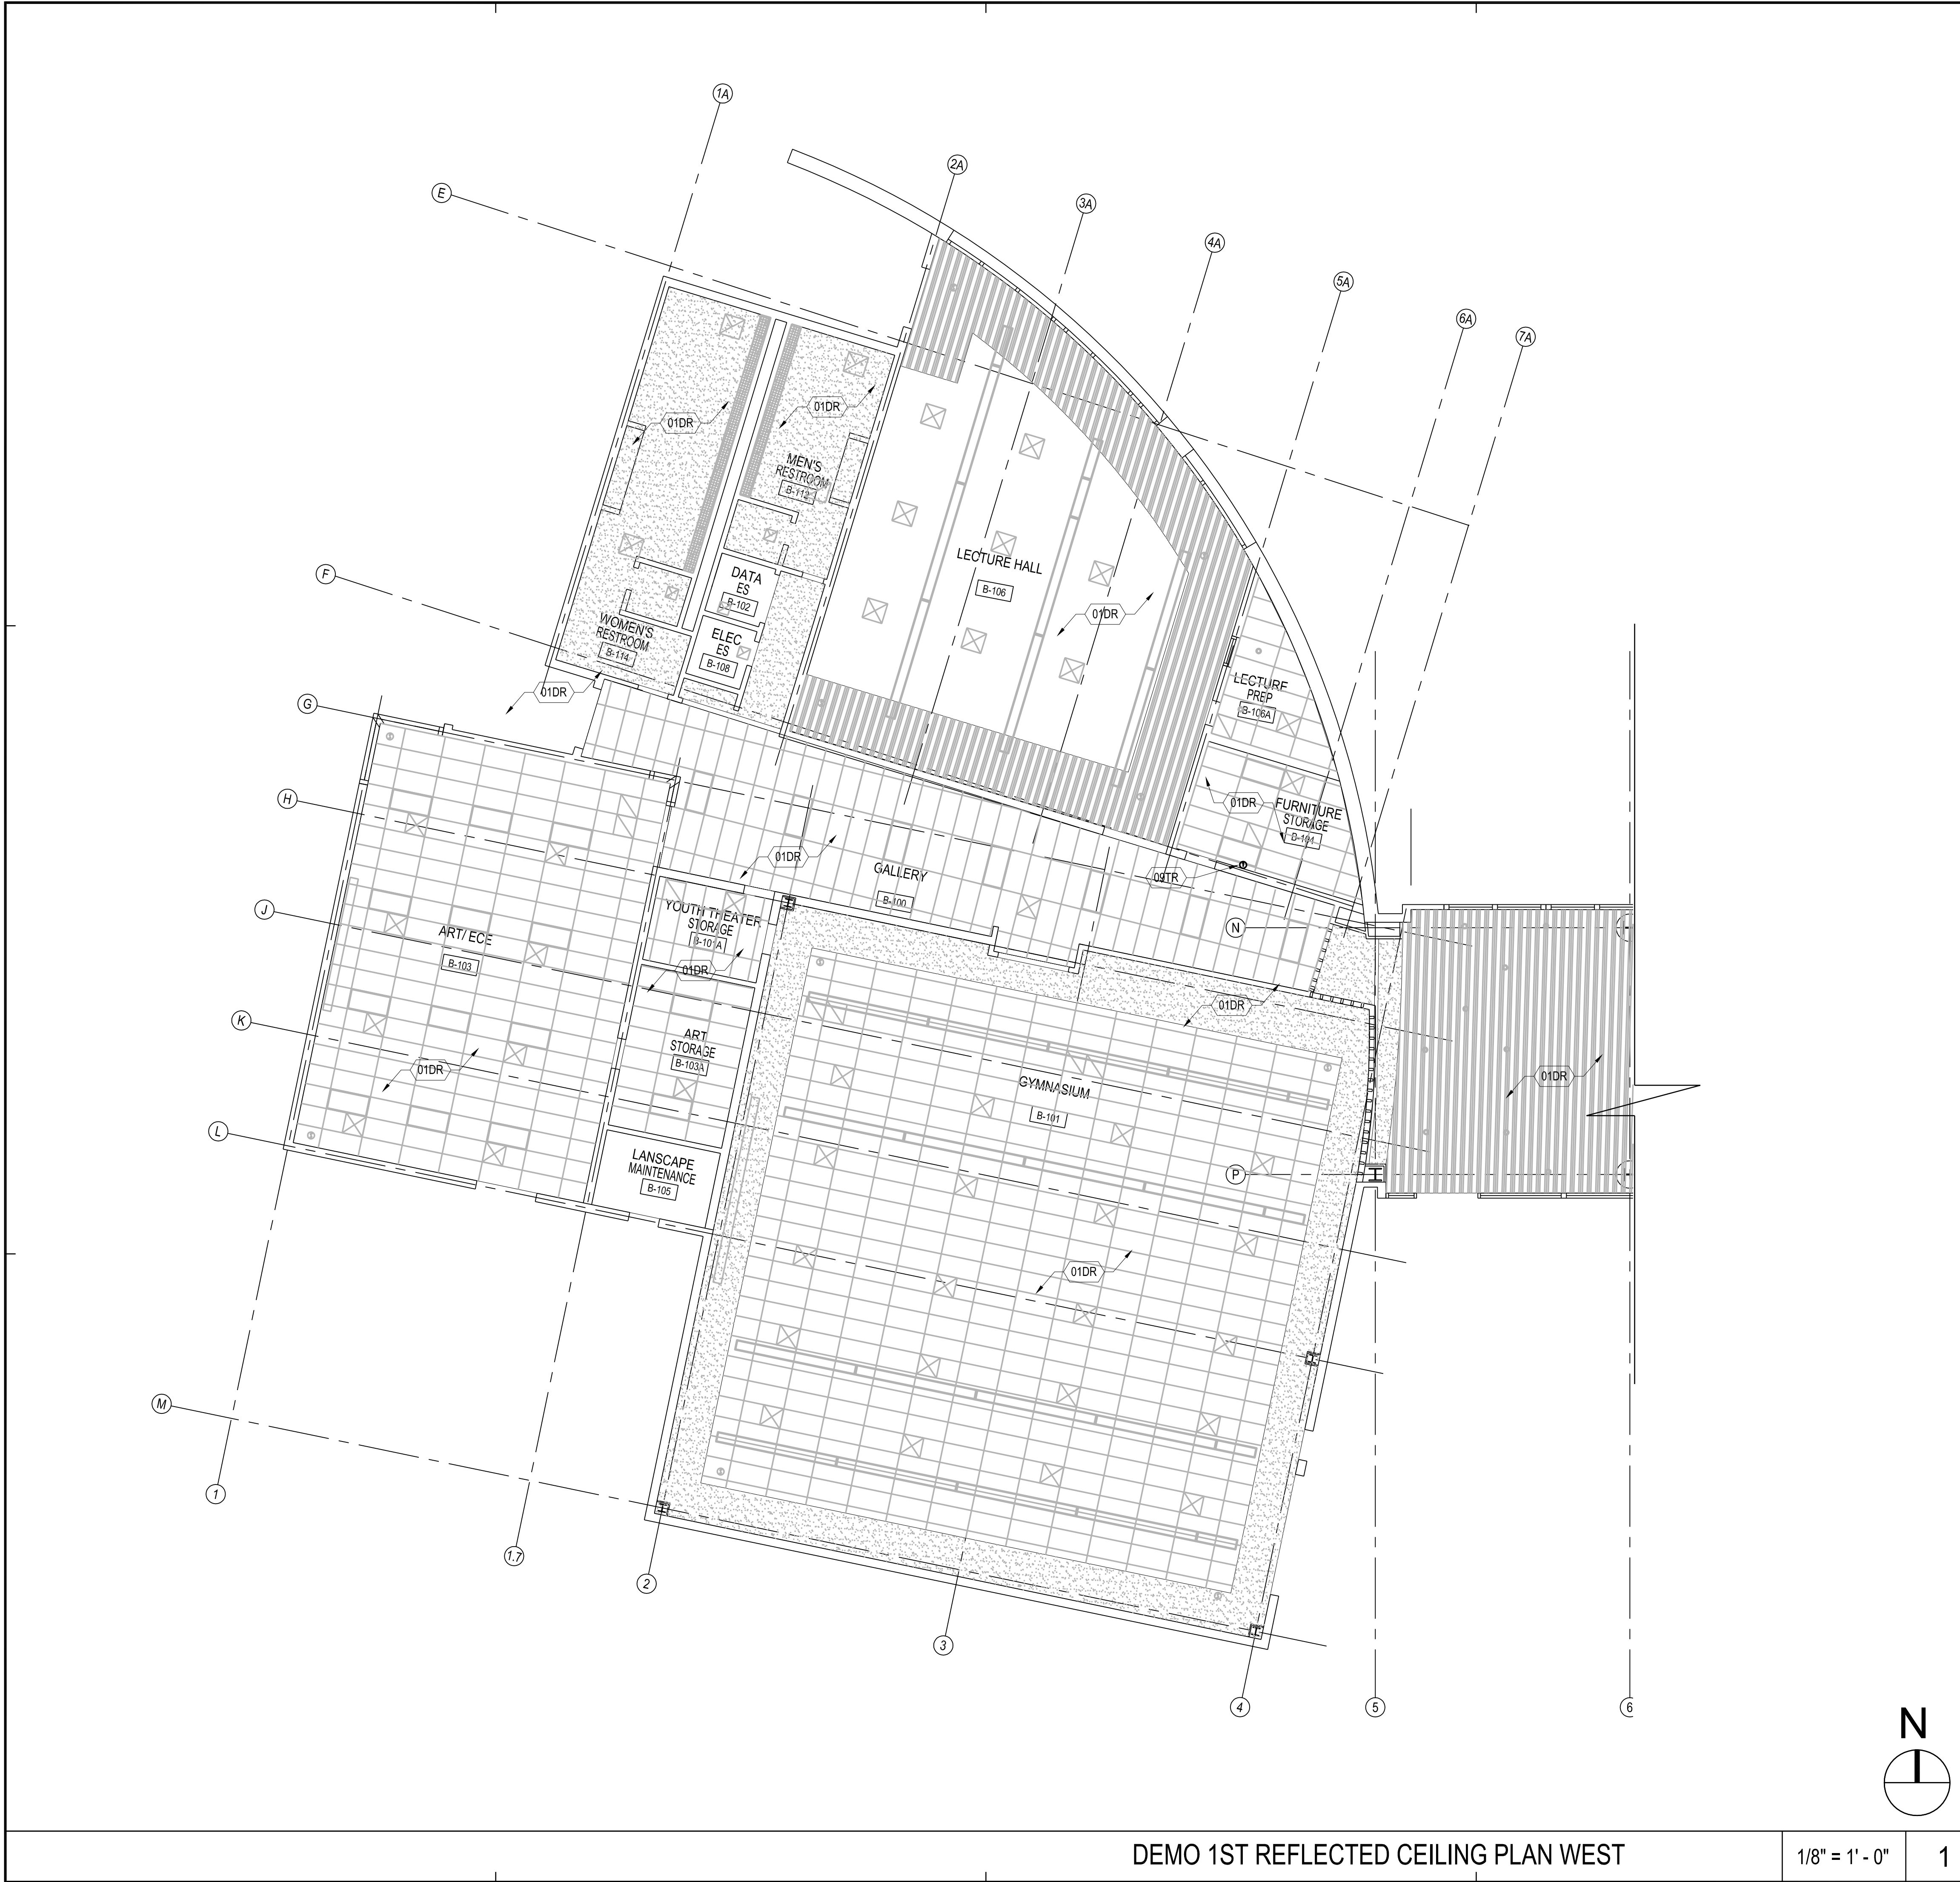 1A
2A
3A
4A
5A
6A
7A
E
F
G
H
J
K
L
M
N
P
01DR
01DR
MEN'S
RESTROOM
B-112
DATA
ES
B-102
ELEC
ES
B-108
WOMEN'S
RESTROOM
B-114
01DR
LECTURE HALL
B-106
01DR
LECTURE
PREP
B-106A
01DR
FURNITURE
STORAGE
B-104
09TR
01DR
GALLERY
B-100
YOUTH THEATER
STORAGE
B-101A
01DR
ART/ ECE
B-103
01DR
ART
STORAGE
B-103A
LANSCAPE
MAINTENANCE
B-105
01DR
GYMNASIUM
B-101
01DR
01DR
1
1.7
2
3
4
5
6
N
DEMO 1ST REFLECTED CEILING PLAN WEST
1/8" = 1' - 0"
1